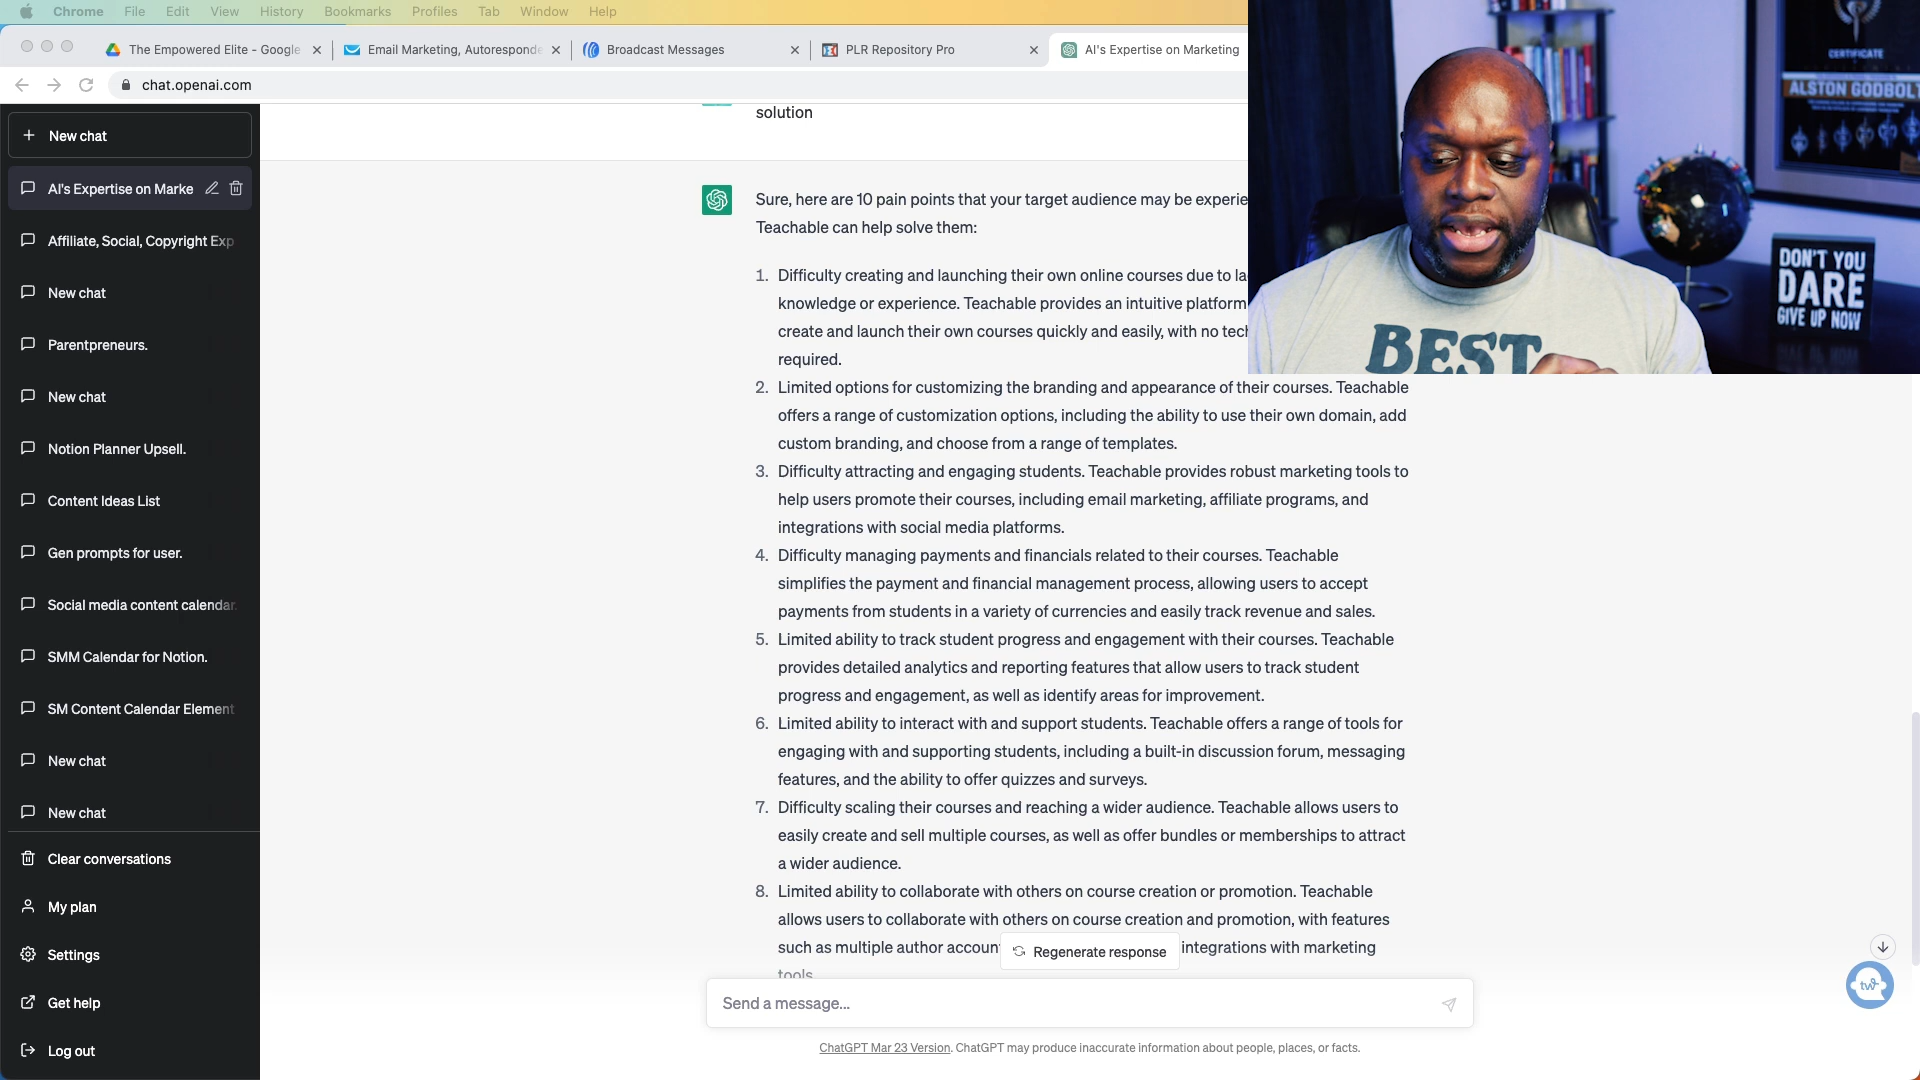 Chrome File Edit View History Bookmarks Profiles Tab Window Help
The Empowered Elite - Google
Email Marketing, Autoresponde
Broadcast Messages
PLR Repository Pro
AI's Expertise on Marketing
chat.openai.com
New chat
AI's Expertise on Marke
Affiliate, Social, Copyright Exp
New chat
Parentpreneurs.
New chat
Notion Planner Upsell.
Content Ideas List
Gen prompts for user.
Social media content calendar
SMM Calendar for Notion.
SM Content Calendar Element
New chat
New chat
Clear conversations
My plan
Settings
Get help
Log out
solution
Sure, here are 10 pain points that your target audience may be experie
Teachable can help solve them:
1. Difficulty creating and launching their own online courses due to la
knowledge or experience. Teachable provides an intuitive platform
create and launch their own courses quickly and easily, with no tech
required.
2. Limited options for customizing the branding and appearance of their courses. Teachable
offers a range of customization options, including the ability to use their own domain, add
custom branding, and choose from a range of templates.
3. Difficulty attracting and engaging students. Teachable provides robust marketing tools to
help users promote their courses, including email marketing, affiliate programs, and
integrations with social media platforms.
4. Difficulty managing payments and financials related to their courses. Teachable
simplifies the payment and financial management process, allowing users to accept
payments from students in a variety of currencies and easily track revenue and sales.
5. Limited ability to track student progress and engagement with their courses. Teachable
provides detailed analytics and reporting features that allow users to track student
progress and engagement, as well as identify areas for improvement.
6. Limited ability to interact with and support students. Teachable offers a range of tools for
engaging with and supporting students, including a built-in discussion forum, messaging
features, and the ability to offer quizzes and surveys.
7. Difficulty scaling their courses and reaching a wider audience. Teachable allows users to
easily create and sell multiple courses, as well as offer bundles or memberships to attract
a wider audience.
8. Limited ability to collaborate with others on course creation or promotion. Teachable
allows users to collaborate with others on course creation and promotion, with features
such as multiple author accoun integrations with marketing
tools
Regenerate response
Send a message...
ChatGPT Mar 23 Version. ChatGPT may produce inaccurate information about people, places, or facts.
CERTIFICATE
ALSTON GODBOLT
DON'T YOU
DARE
GIVE UP NOW
BEST
tw